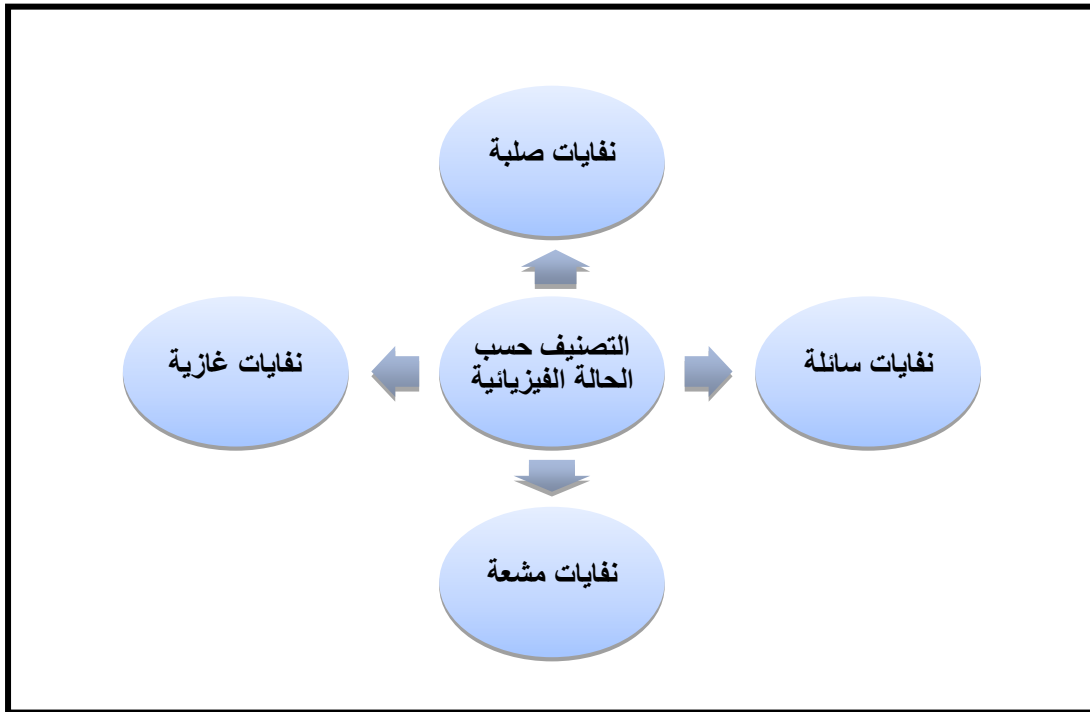 نفايات صلبة
التصنيف حسب
الحالة الفيزيائية
نفايات سائلة
نفايات غازية
نفايات مشعة